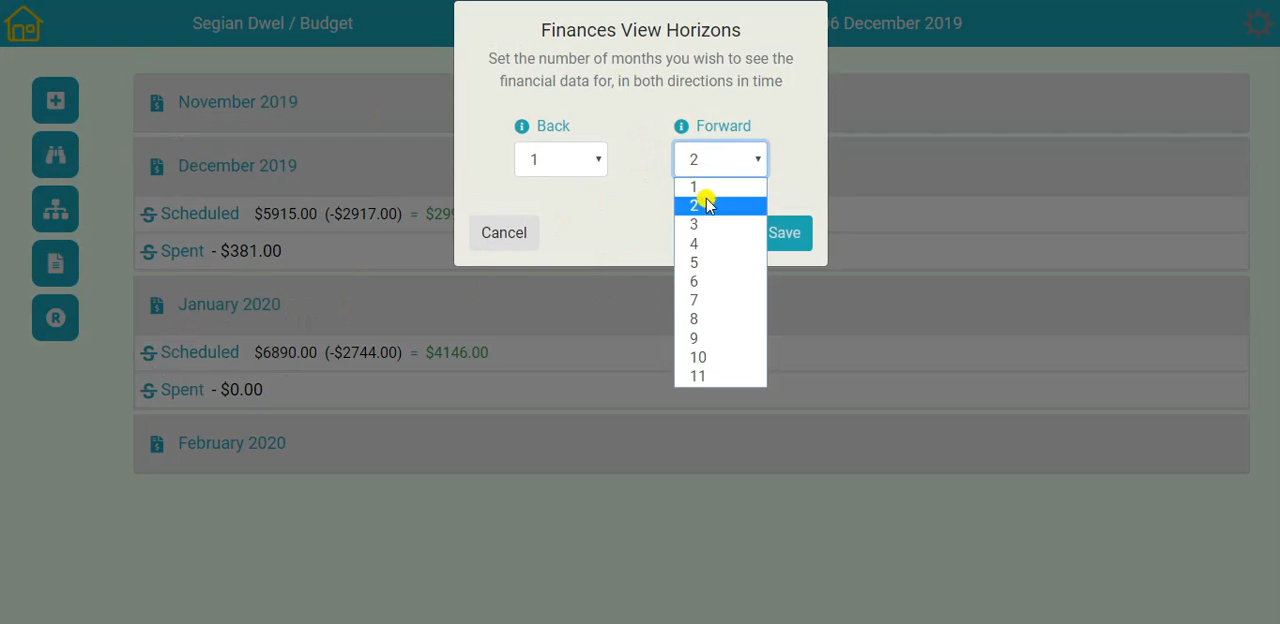 Segian Dwel / Budget
06 December 2019
Finances View Horizons
Set the number of months you wish to see the
financial data for, in both directions in time
Back
Forward
1
2
1
2
3
4
5
6
7
8
9
10
11
Cancel
Save
November 2019
December 2019
Scheduled $5915.00 (-$2917.00) =
Spent - $381.00
January 2020
Scheduled $6890.00 (-$2744.00) = $4146.00
Spent - $0.00
February 2020
R